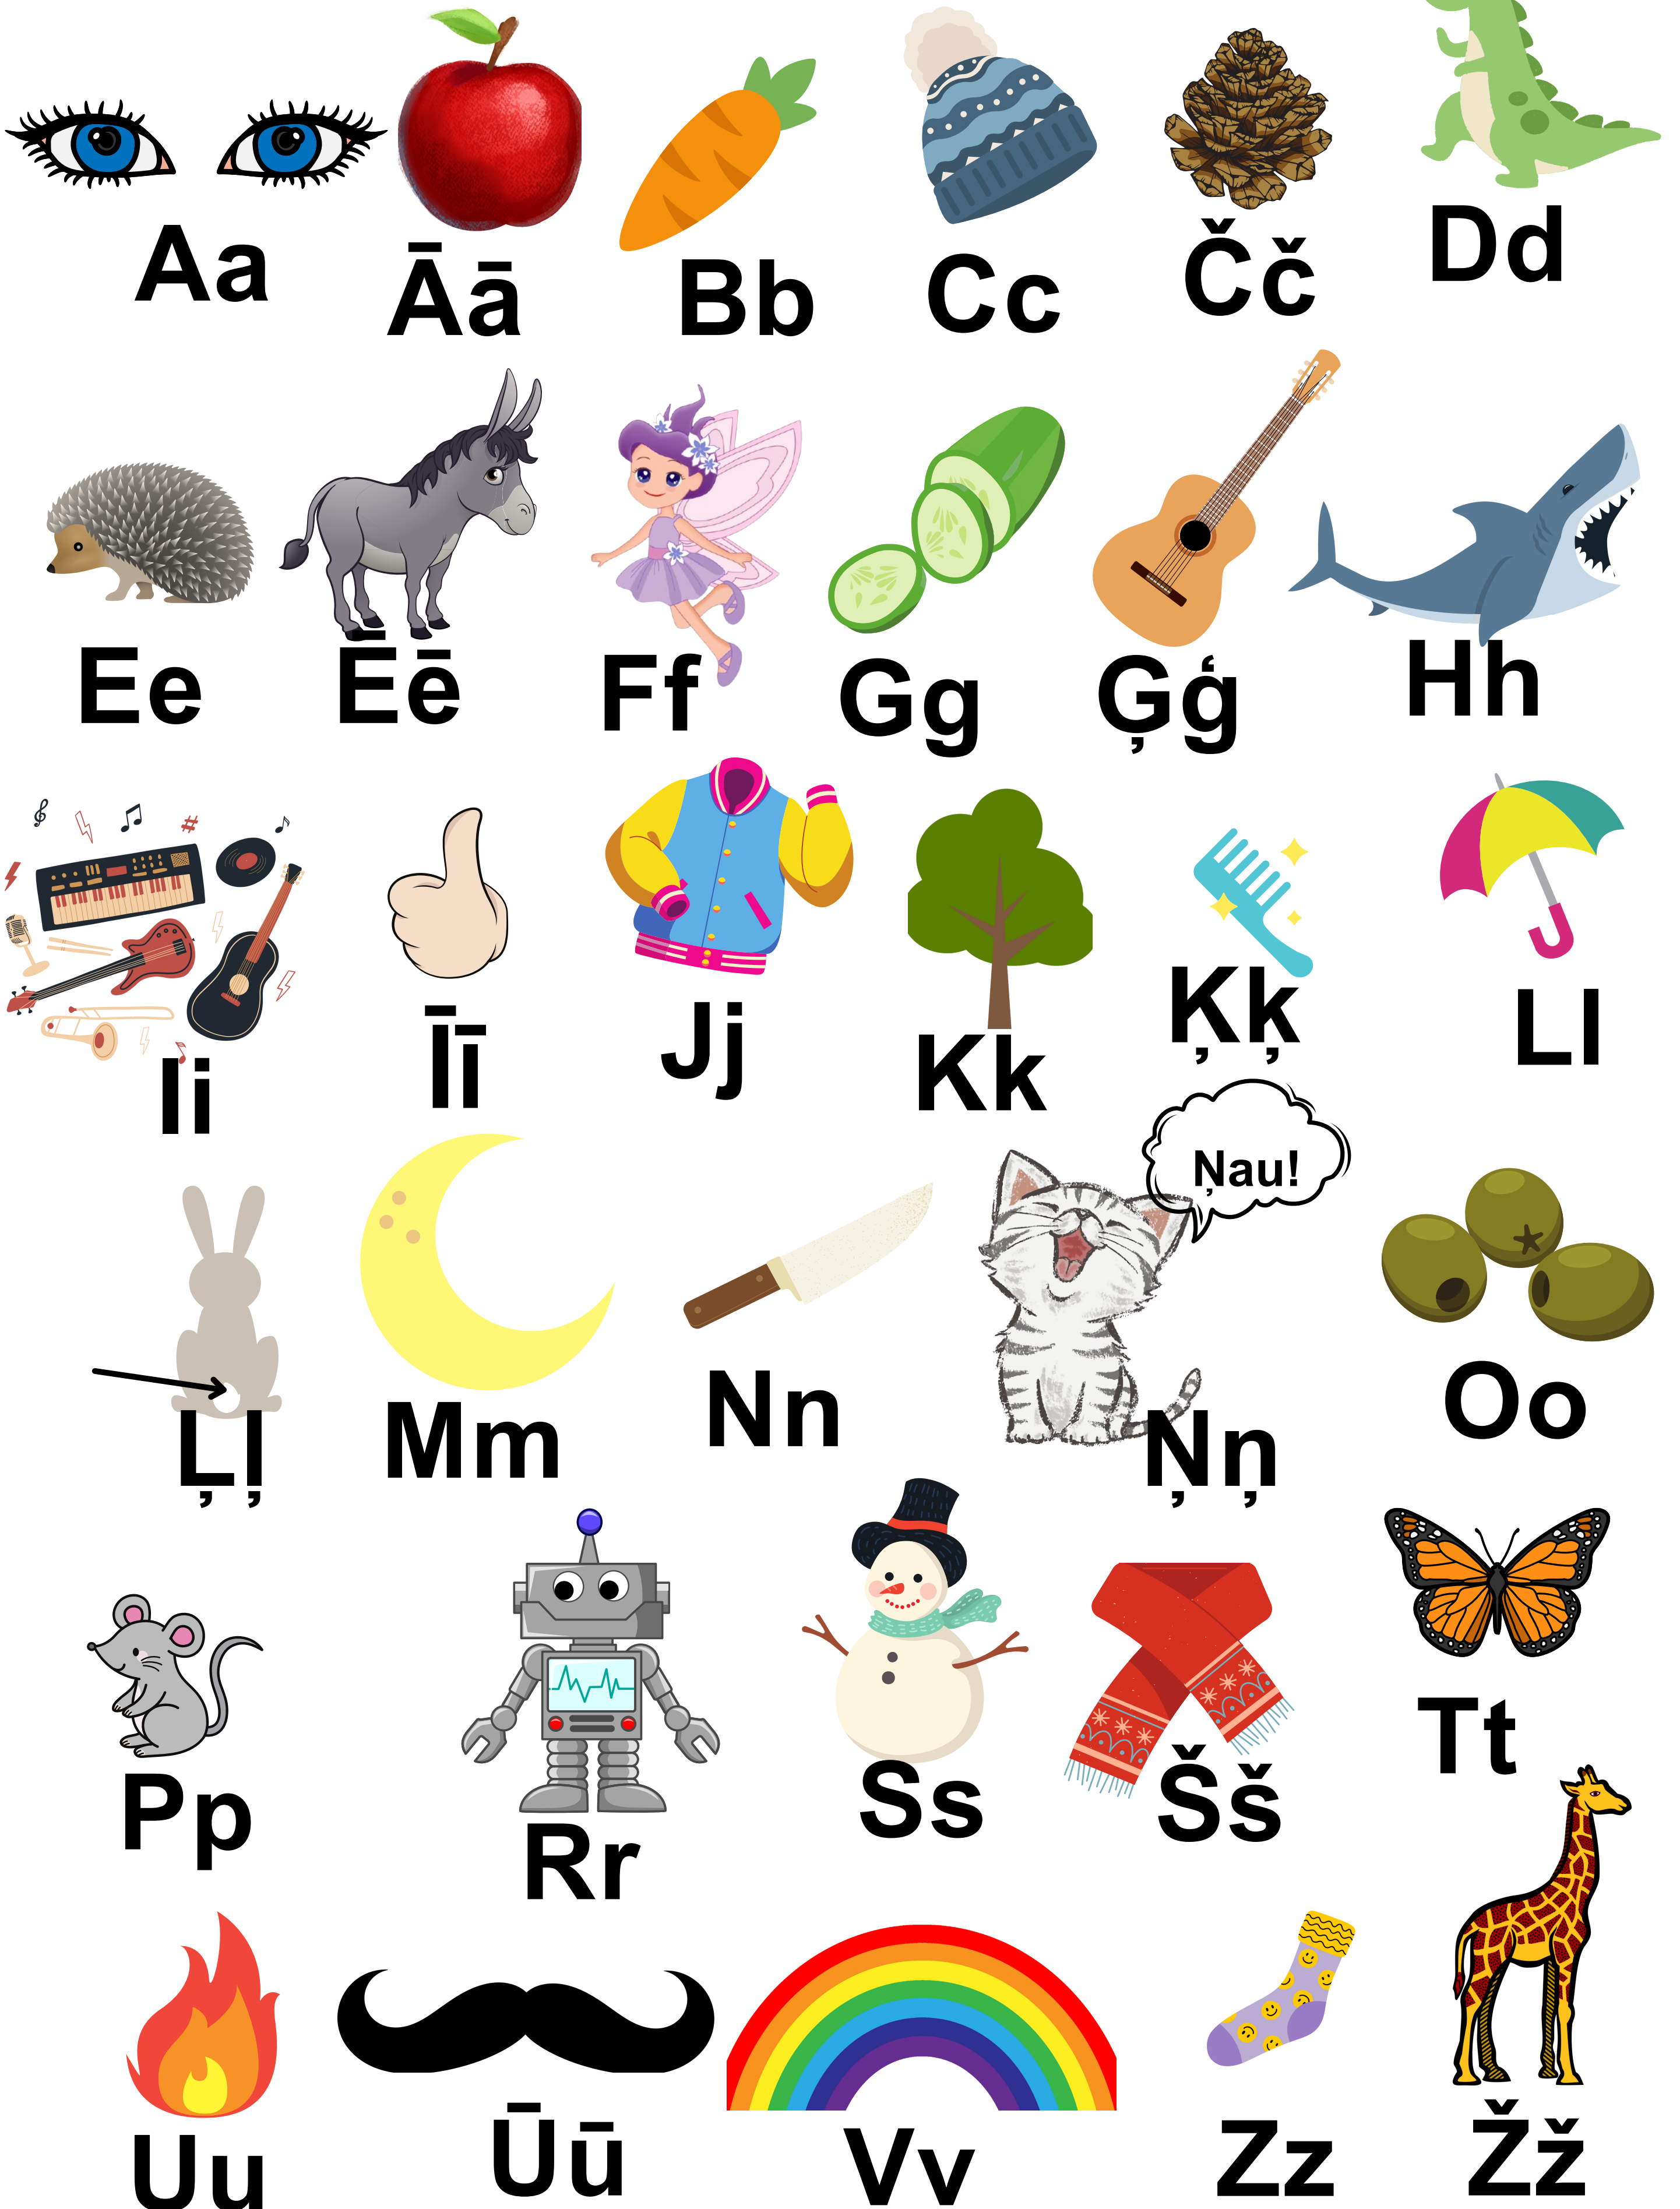 Aa Āā Bb Cc Čč Dd
Ee Ēē Ff Gg Ģģ Hh
Ii Īī Jj Kk Ķķ Ll
Ņau!
Ļļ Mm Nn Ņņ Oo
Pp Rr Ss Šš Tt
Uu Ūū Vv Zz Žž